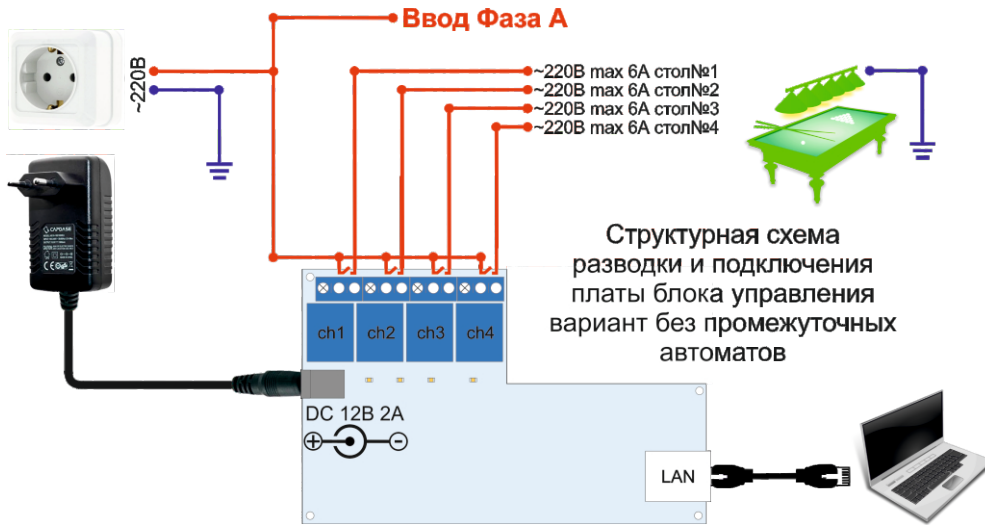 Ввод Фаза А
~220В
~220В max 6А стол№1
~220В max 6А стол№2
~220В max 6А стол№3
~220В max 6А стол№4
CAPDASE
Структурная схема
разводки и подключения
платы блока управления
вариант без промежуточных
автоматов
ch1 ch2 ch3 ch4
DC 12В 2А
LAN